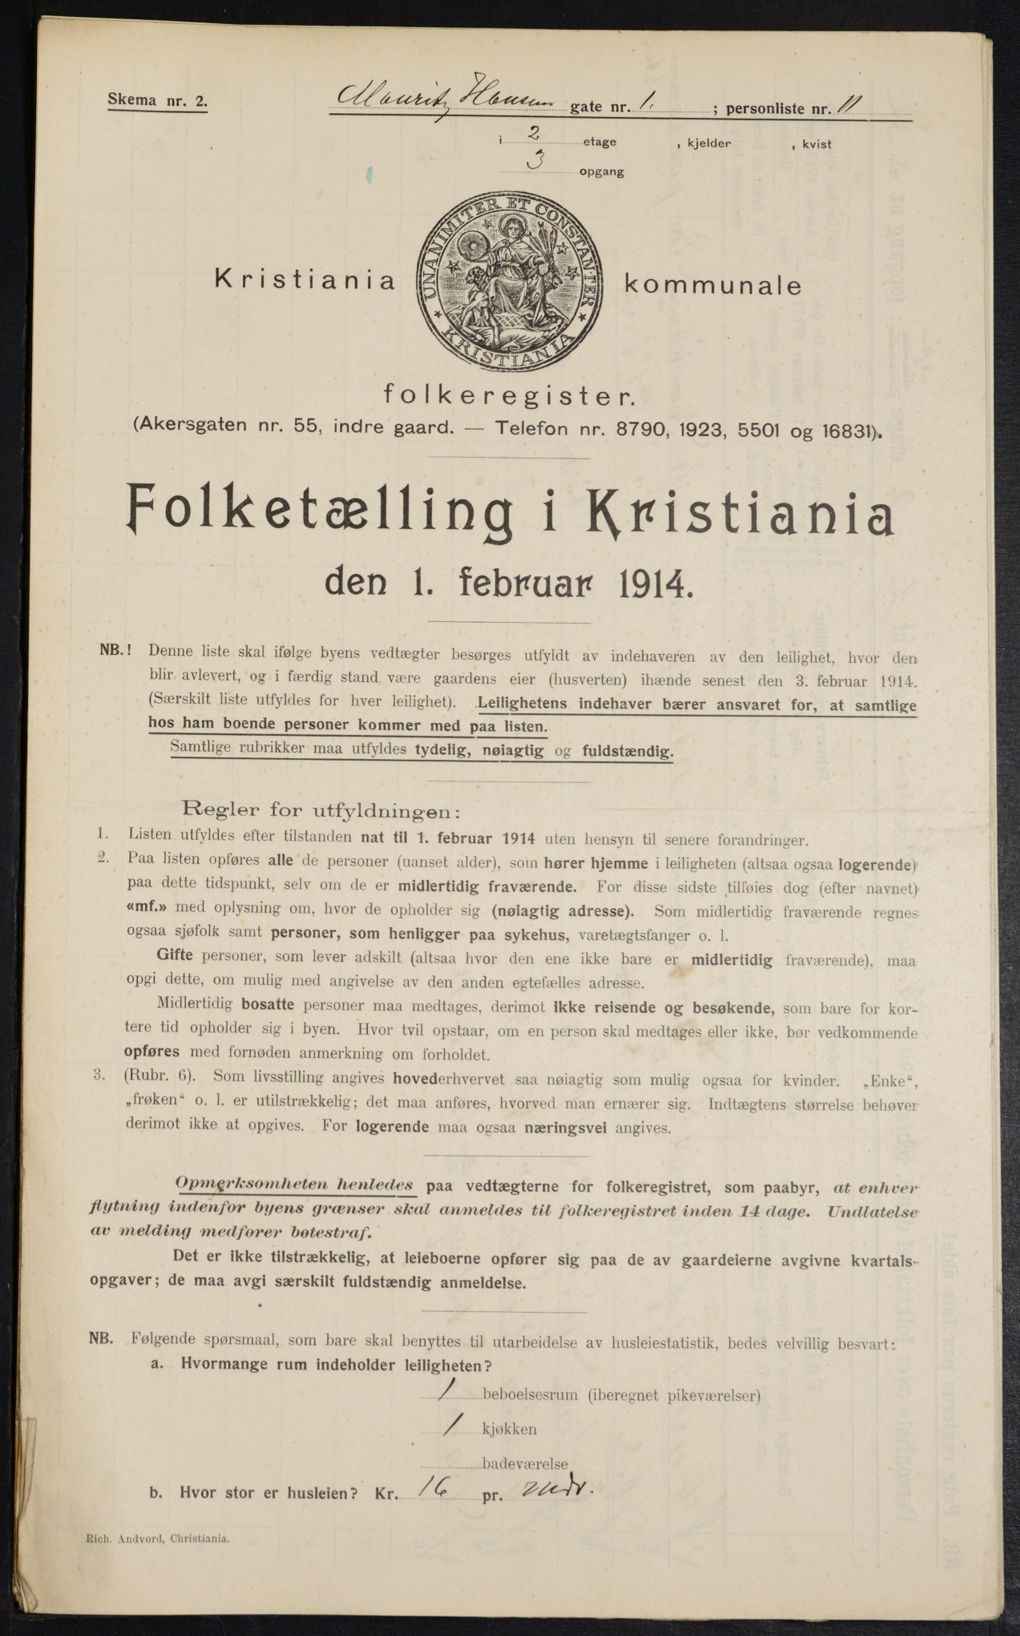 Skema nr. 2.
Mouritz Hansens gate nr. 1. ; personliste nr. 11
i 2 etage , kjelder , kvist
3 opgang
UNANIMITER ET CONSTANTER
KRISTIANIA
Kristiania kommunale
folkeregister.
(Akersgaten nr. 55, indre gaard. — Telefon nr. 8790, 1923, 5501 og 16831).
Folketælling i Kristiania
den 1. februar 1914.
NB.! Denne liste skal ifølge byens vedtægter besørges utfyldt av indehaveren av den leilighet, hvor den
blir avlevert, og i færdig stand være gaardens eier (husverten) ihænde senest den 3. februar 1914.
(Særskilt liste utfyldes for hver leilighet). Leilighetens indehaver bærer ansvaret for, at samtlige
hos ham boende personer kommer med paa listen.
Samtlige rubrikker maa utfyldes tydelig, nøiagtig og fuldstændig.
Regler for utfyldningen:
1. Listen utfyldes efter tilstanden nat til 1. februar 1914 uten hensyn til senere forandringer.
2. Paa listen opføres alle de personer (uanset alder), som hører hjemme i leiligheten (altsaa ogsaa logerende)
paa dette tidspunkt, selv om de er midlertidig fraværende. For disse sidste tilføies dog (efter navnet)
«mf.» med oplysning om, hvor de opholder sig (nøiagtig adresse). Som midlertidig fraværende regnes
ogsaa sjøfolk samt personer, som henligger paa sykehus, varetægtsfanger o. l.
Gifte personer, som lever adskilt (altsaa hvor den ene ikke bare er midlertidig fraværende), maa
opgi dette, om mulig med angivelse av den anden egtefælles adresse.
Midlertidig bosatte personer maa medtages, derimot ikke reisende og besøkende, som bare for kor-
tere tid opholder sig i byen. Hvor tvil opstaar, om en person skal medtages eller ikke, bør vedkommende
opføres med fornøden anmerkning om forholdet.
3. (Rubr. 6). Som livsstilling angives hovederhvervet saa nøiagtig som mulig ogsaa for kvinder. „Enke“,
„frøken“ o. l. er utilstrækkelig; det maa anføres, hvorved man ernærer sig. Indtægtens størrelse behøver
derimot ikke at opgives. For logerende maa ogsaa næringsvei angives.
Opmerksomheten henledes paa vedtægterne for folkeregistret, som paabyr, at enhver
flytning indenfor byens grænser skal anmeldes til folkeregistret inden 14 dage. Undlatelse
av melding medfører bøtestraf.
Det er ikke tilstrækkelig, at leieboerne opfører sig paa de av gaardeierne avgivne kvartals-
opgaver; de maa avgi særskilt fuldstændig anmeldelse.
NB. Følgende spørsmaal, som bare skal benyttes til utarbeidelse av husleiestatistik, bedes velvillig besvart:
a. Hvormange rum indeholder leiligheten?
1 beboelsesrum (iberegnet pikeværelser)
1 kjøkken
badeværelse
b. Hvor stor er husleien? Kr. 16 pr. Mdr.
Rich. Andvord, Christiania.